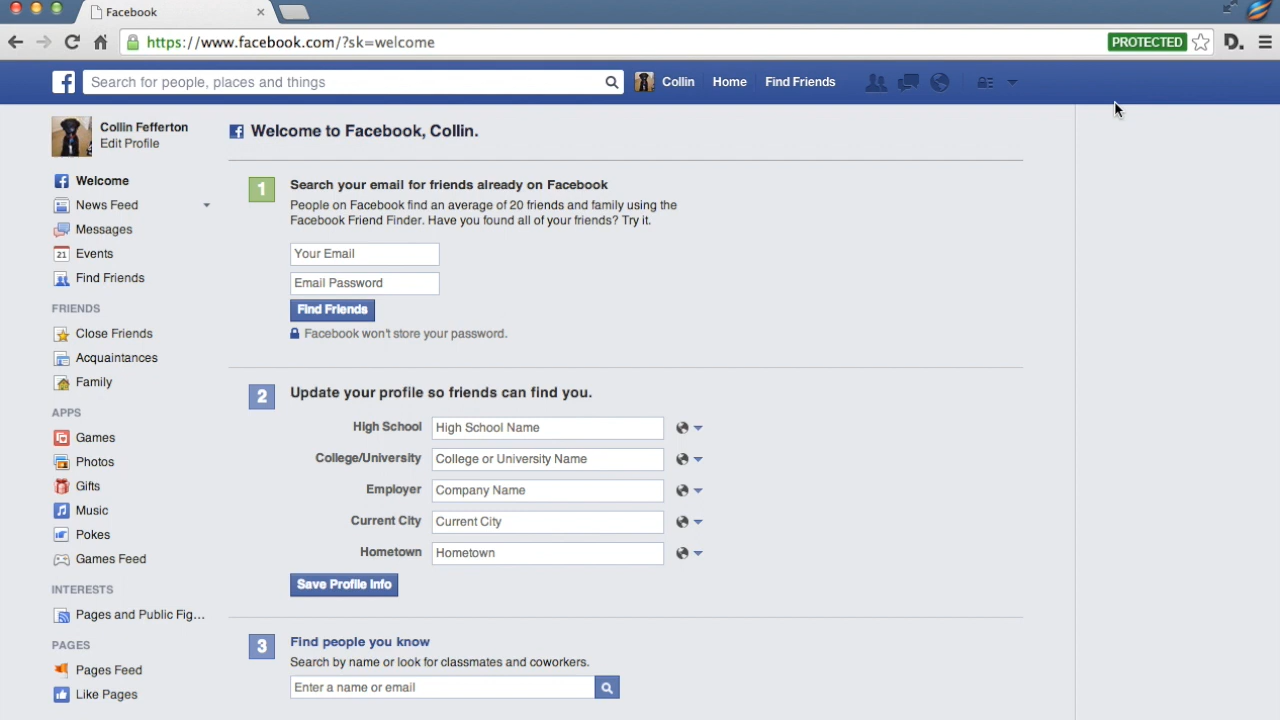 Facebook
https://www.facebook.com/?sk=welcome
PROTECTED
D.
Search for people, places and things
Collin
Home
Find Friends
Collin Fefferton
Edit Profile
Welcome
News Feed
Messages
21
Events
Find Friends
FRIENDS
Close Friends
Acquaintances
Family
APPS
Games
Photos
Gifts
Music
Pokes
Games Feed
INTERESTS
Pages and Public Fig...
PAGES
Pages Feed
Like Pages
Welcome to Facebook, Collin.
1
Search your email for friends already on Facebook
People on Facebook find an average of 20 friends and family using the
Facebook Friend Finder. Have you found all of your friends? Try it.
Your Email
Email Password
Find Friends
Facebook won't store your password.
2
Update your profile so friends can find you.
High School
High School Name
College/University
College or University Name
Employer
Company Name
Current City
Current City
Hometown
Hometown
Save Profile Info
3
Find people you know
Search by name or look for classmates and coworkers.
Enter a name or email